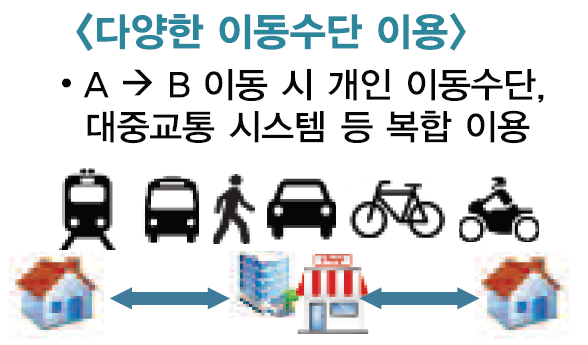 <다양한 이동수단 이용>
• A → B 이동 시 개인 이동수단,
대중교통 시스템 등 복합 이용